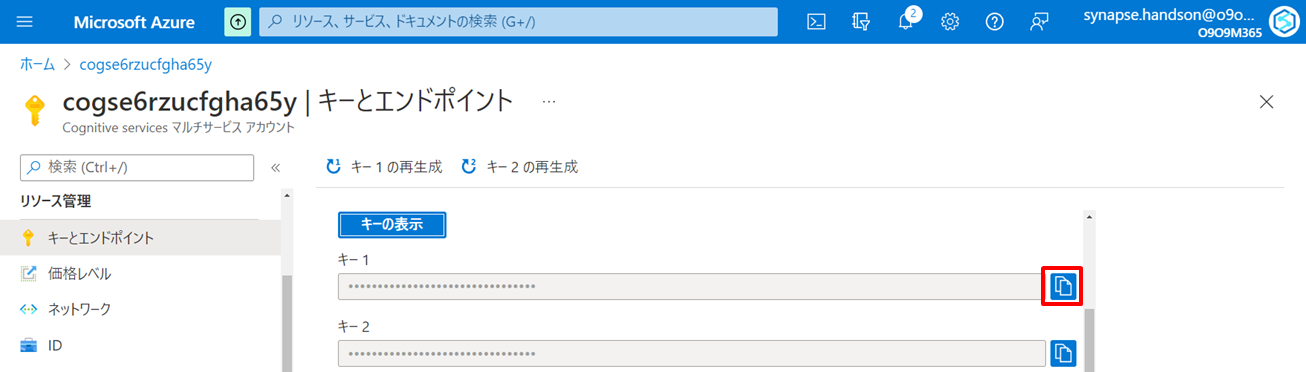 Microsoft Azure
リソース、サービス、ドキュメントの検索 (G+/)
2
synapse.handson@o9o...
O9O9M365
ホーム > cogse6rzucfgha65y
cogse6rzucfgha65y | キーとエンドポイント ...
Cognitive services マルチサービス アカウント
検索 (Ctrl+/)
«
1 キー 1 の再生成
2 キー 2 の再生成
リソース管理
キーとエンドポイント
価格レベル
ネットワーク
ID
キーの表示
キー 1
••••••••••••••••••••••••••••••••
キー 2
••••••••••••••••••••••••••••••••